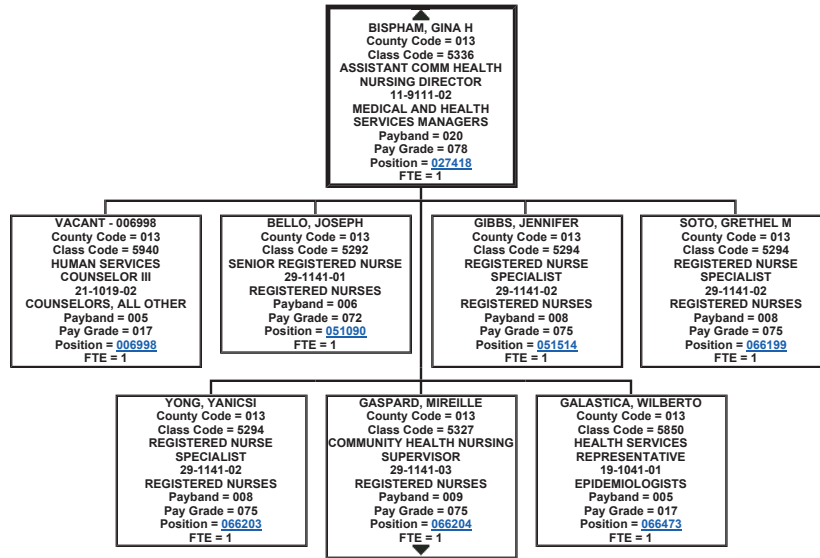 BISPHAM, GINA H
County Code = 013
Class Code = 5336
ASSISTANT COMM HEALTH
NURSING DIRECTOR
11-9111-02
MEDICAL AND HEALTH
SERVICES MANAGERS
Payband = 020
Pay Grade = 078
Position = 027418
FTE = 1
VACANT - 006998
County Code = 013
Class Code = 5940
HUMAN SERVICES
COUNSELOR III
21-1019-02
COUNSELORS, ALL OTHER
Payband = 005
Pay Grade = 017
Position = 006998
FTE = 1
BELLO, JOSEPH
County Code = 013
Class Code = 5292
SENIOR REGISTERED NURSE
29-1141-01
REGISTERED NURSES
Payband = 006
Pay Grade = 072
Position = 051090
FTE = 1
GIBBS, JENNIFER
County Code = 013
Class Code = 5294
REGISTERED NURSE
SPECIALIST
29-1141-02
REGISTERED NURSES
Payband = 008
Pay Grade = 075
Position = 051514
FTE = 1
SOTO, GRETHEL M
County Code = 013
Class Code = 5294
REGISTERED NURSE
SPECIALIST
29-1141-02
REGISTERED NURSES
Payband = 008
Pay Grade = 075
Position = 066199
FTE = 1
YONG, YANICSI
County Code = 013
Class Code = 5294
REGISTERED NURSE
SPECIALIST
29-1141-02
REGISTERED NURSES
Payband = 008
Pay Grade = 075
Position = 066203
FTE = 1
GASPARD, MIREILLE
County Code = 013
Class Code = 5327
COMMUNITY HEALTH NURSING
SUPERVISOR
29-1141-03
REGISTERED NURSES
Payband = 009
Pay Grade = 075
Position = 066204
FTE = 1
GALASTICA, WILBERTO
County Code = 013
Class Code = 5850
HEALTH SERVICES
REPRESENTATIVE
19-1041-01
EPIDEMIOLOGISTS
Payband = 005
Pay Grade = 017
Position = 066473
FTE = 1